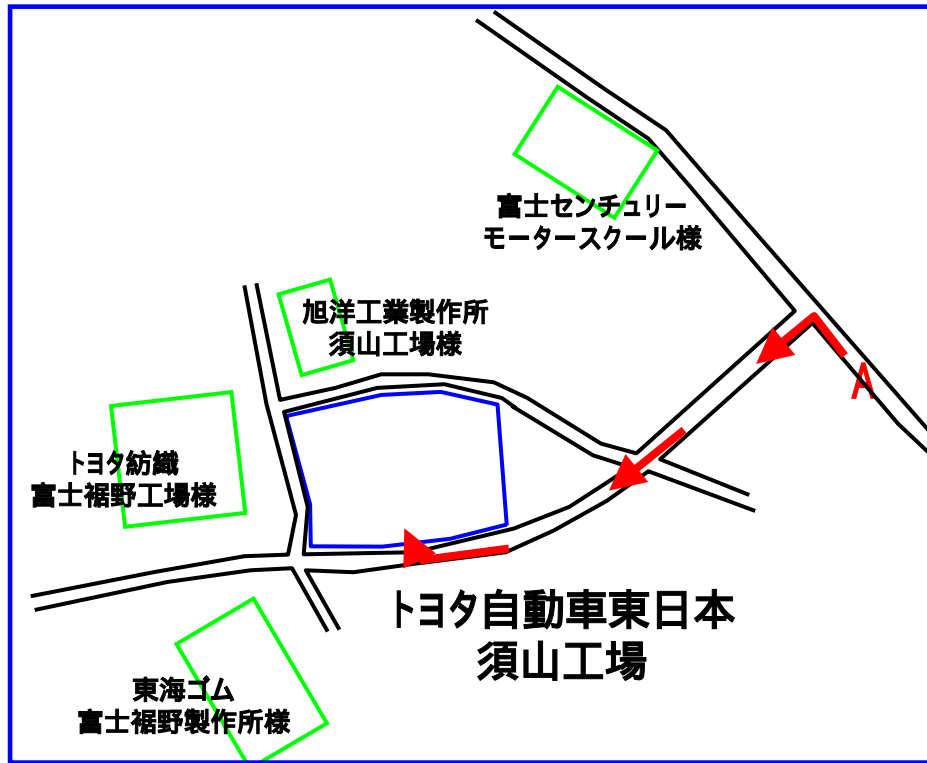 富士センチュリー
モータースクール様
旭洋工業製作所
須山工場様
A
トヨタ紡織
富士裾野工場様
トヨタ自動車東日本
須山工場
東海ゴム
富士裾野製作所様